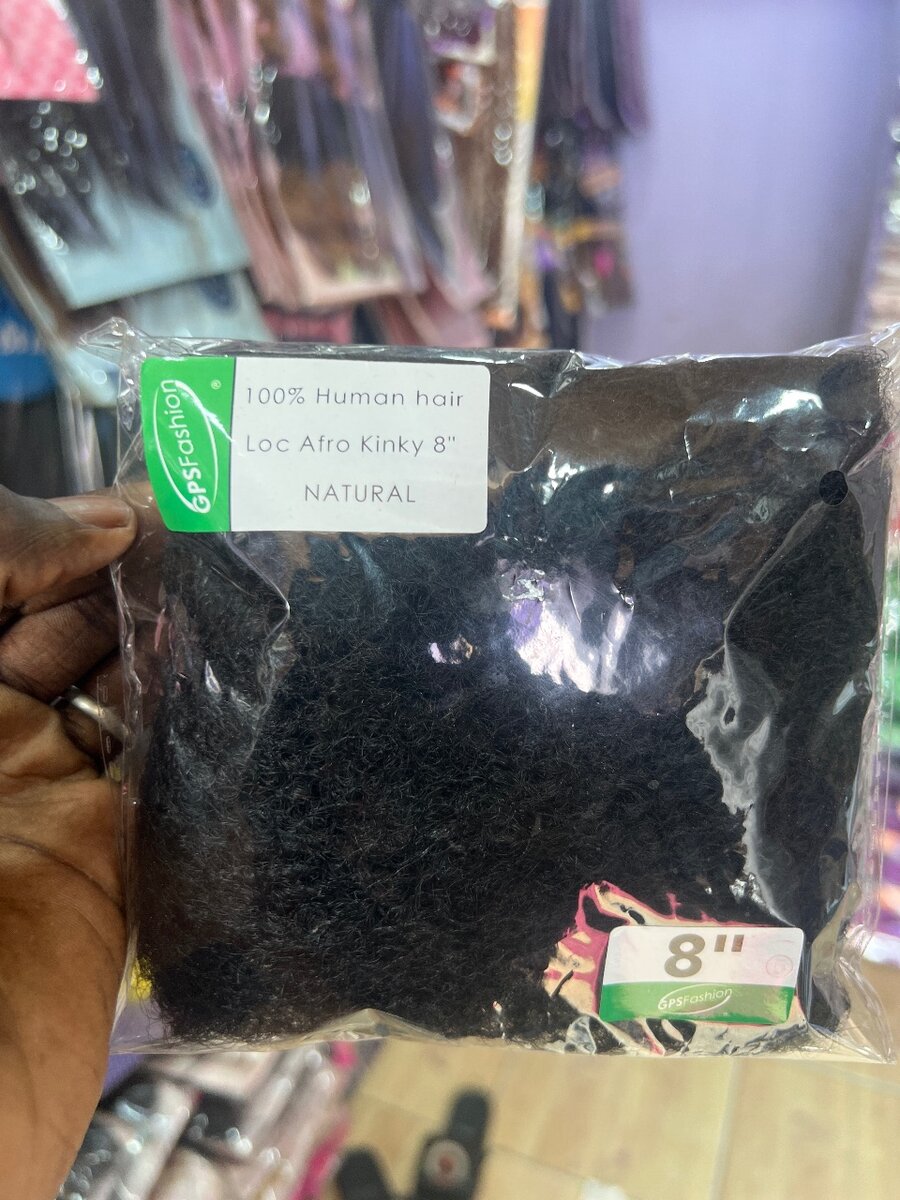 GPSFashion ®
100% Human hair
Loc Afro Kinky 8"
NATURAL
8"
GPSFashion